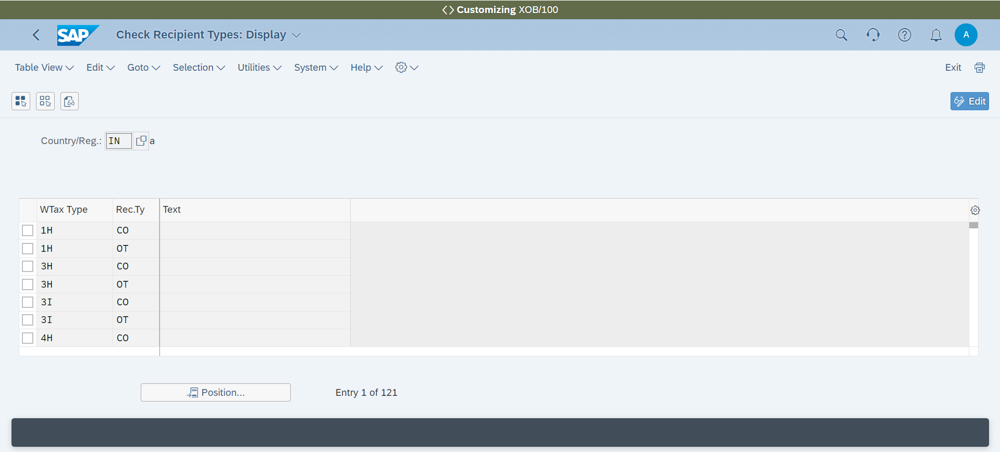 Customizing XOB/100
SAP Check Recipient Types: Display A
Table View Edit Goto Selection Utilities System Help Exit
Edit
Country/Reg.: IN a
WTax Type Rec.Ty Text
1H CO
1H OT
3H CO
3H OT
3I CO
3I OT
4H CO
Position... Entry 1 of 121